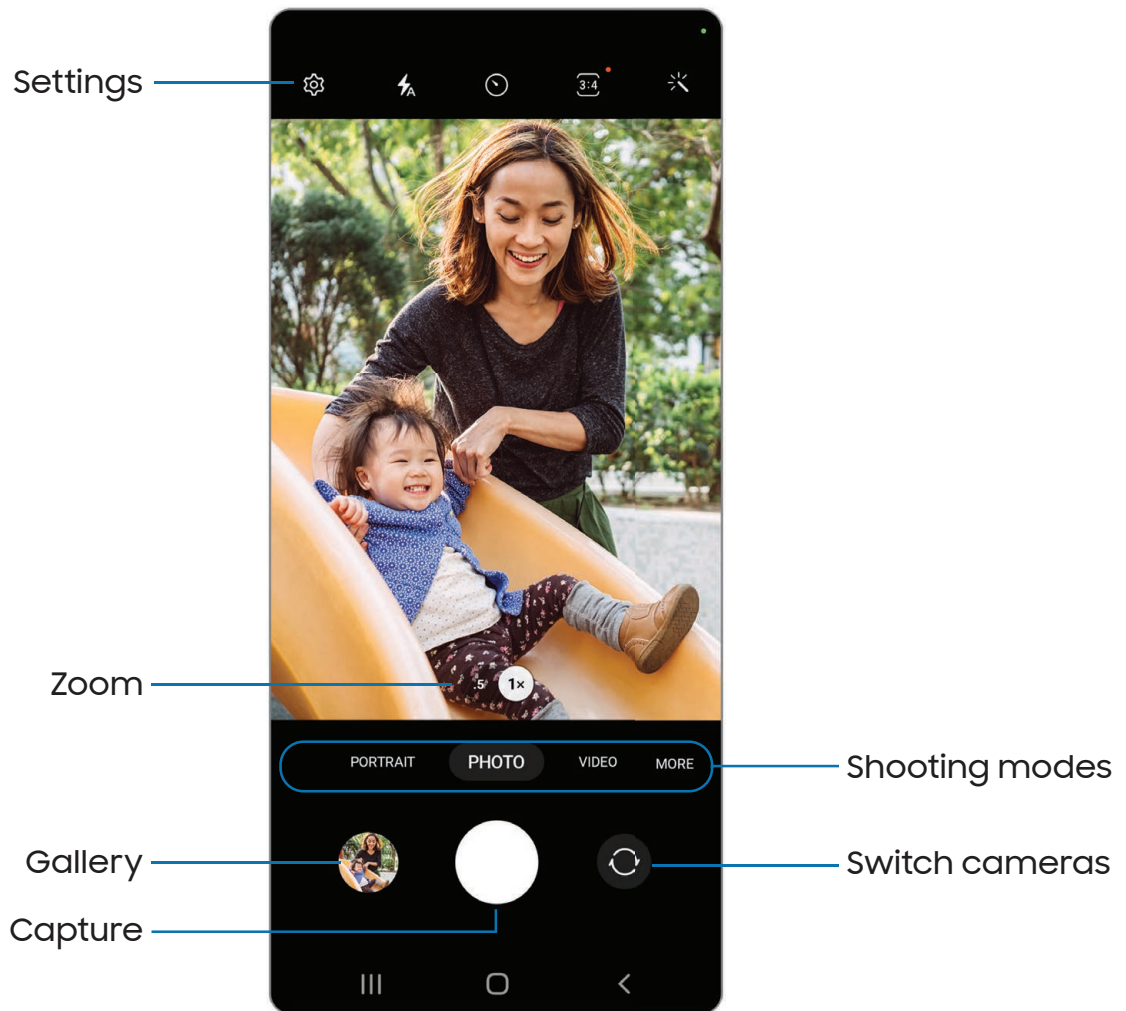 Settings
A
3:4
Zoom
.5
1×
PORTRAIT
PHOTO
VIDEO
MORE
Shooting modes
Gallery
Switch cameras
Capture